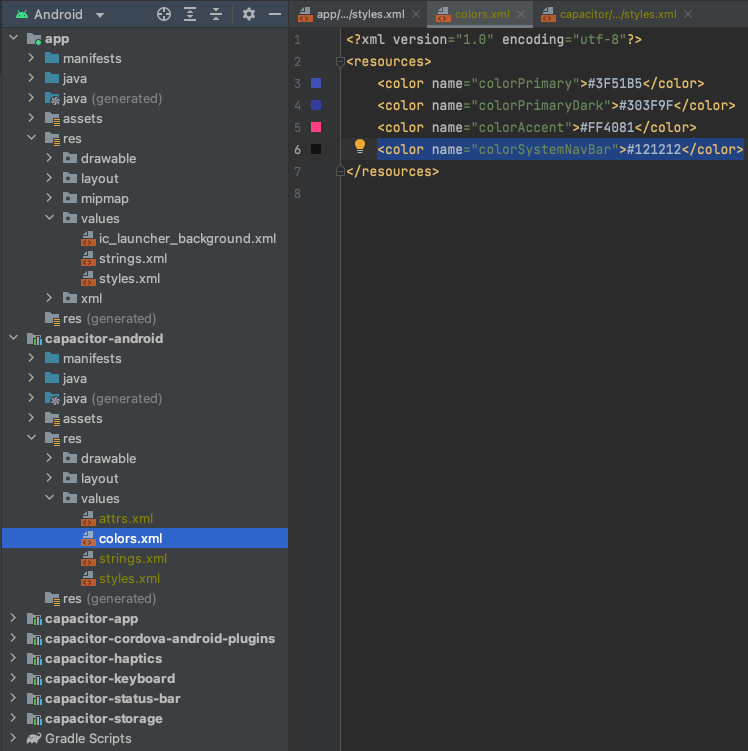 Android
app
manifests
java
java (generated)
assets
res
drawable
layout
mipmap
values
ic_launcher_background.xml
strings.xml
styles.xml
xml
res (generated)
capacitor-android
manifests
java
java (generated)
assets
res
drawable
layout
values
attrs.xml
colors.xml
strings.xml
styles.xml
res (generated)
capacitor-app
capacitor-cordova-android-plugins
capacitor-haptics
capacitor-keyboard
capacitor-status-bar
capacitor-storage
Gradle Scripts
app/.../styles.xml colors.xml capacitor/.../styles.xml
1 <?xml version="1.0" encoding="utf-8"?>
2 <resources>
3 <color name="colorPrimary">#3F51B5</color>
4 <color name="colorPrimaryDark">#303F9F</color>
5 <color name="colorAccent">#FF4081</color>
6 <color name="colorSystemNavBar">#121212</color>
7 </resources>
8